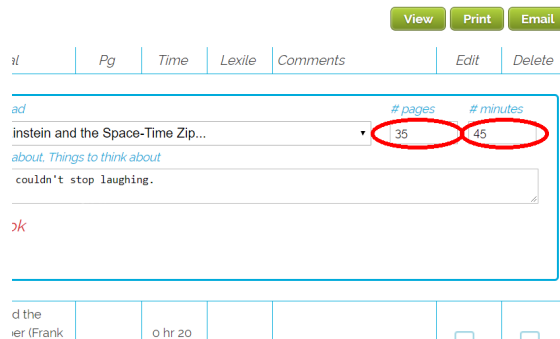 View Print Email
al Pg Time Lexile Comments Edit Delete
ad # pages # minutes
instein and the Space-Time Zip... 35 45
about, Things to think about
couldn't stop laughing.
ok
d the
er (Frank 0 hr 20